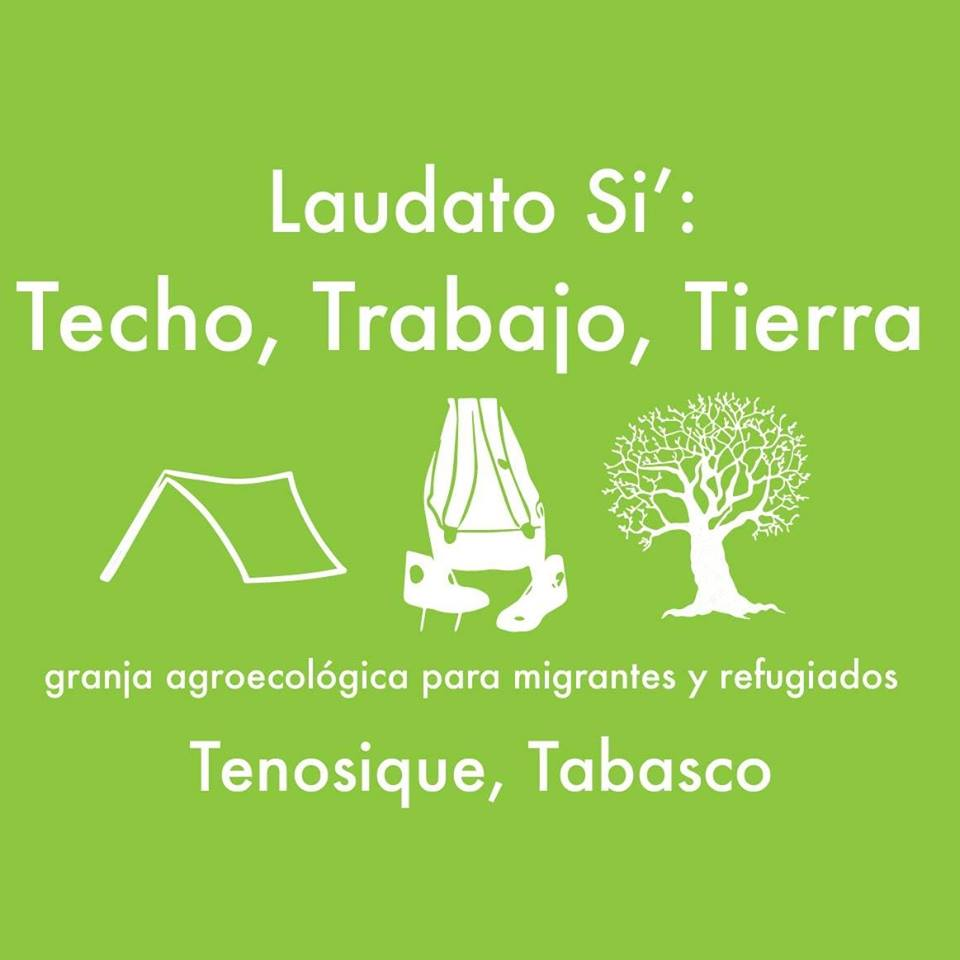 Laudato Si’:
Techo, Trabajo, Tierra
granja agroecológica para migrantes y refugiados
Tenosique, Tabasco